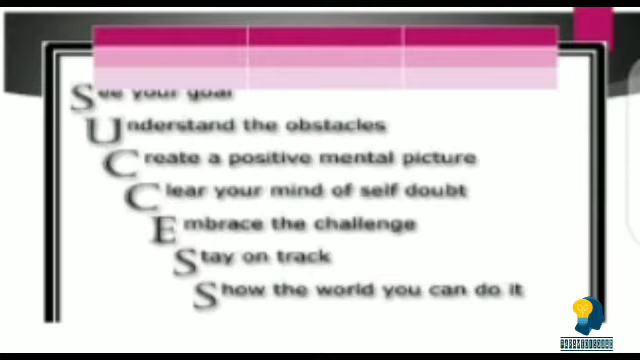 See your goal
Understand the obstacles
Create a positive mental picture
Clear your mind of self doubt
Embrace the challenge
Stay on track
Show the world you can do it